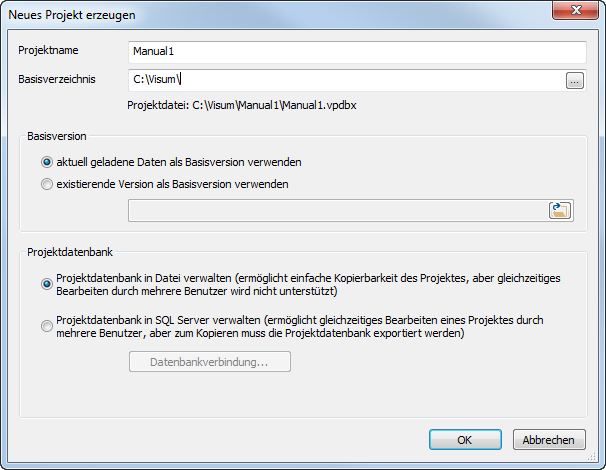 Neues Projekt erzeugen
Projektname
Manual1
Basisverzeichnis
C:\Visum\
...
Projektdatei: C:\Visum\Manual1\Manual1.vpdbx
Basisversion
aktuell geladene Daten als Basisversion verwenden
existierende Version als Basisversion verwenden
Projektdatenbank
Projektdatenbank in Datei verwalten (ermöglicht einfache Kopierbarkeit des Projektes, aber gleichzeitiges
Bearbeiten durch mehrere Benutzer wird nicht unterstützt)
Projektdatenbank in SQL Server verwalten (ermöglicht gleichzeitiges Bearbeiten eines Projektes durch
mehrere Benutzer, aber zum Kopieren muss die Projektdatenbank exportiert werden)
Datenbankverbindung...
OK
Abbrechen